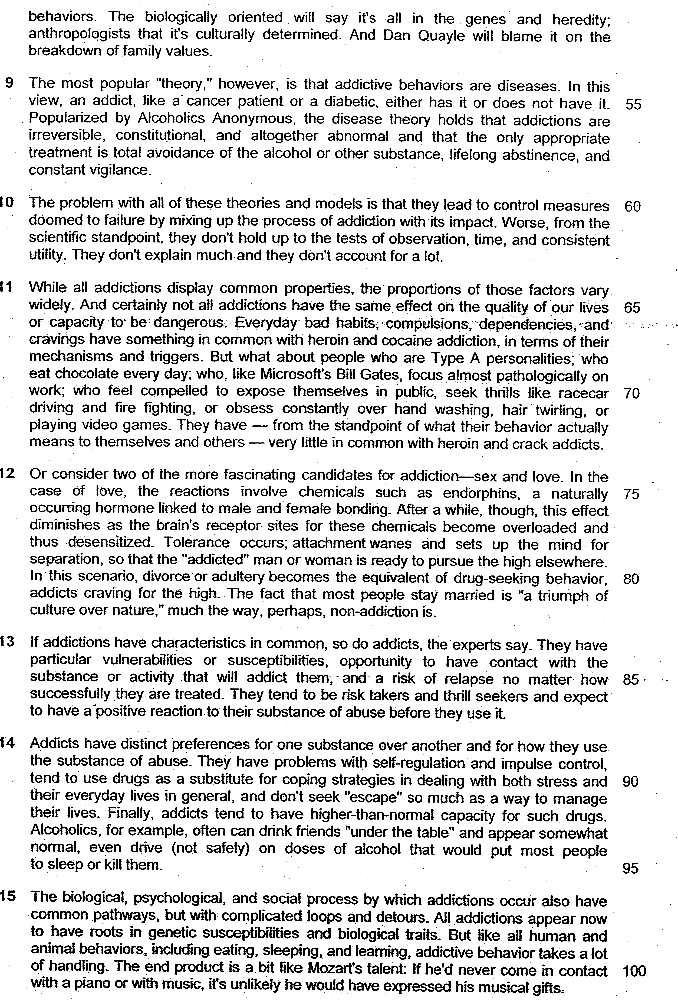 behaviors. The biologically oriented will say it's all in the genes and heredity;
anthropologists that it's culturally determined. And Dan Quayle will blame it on the
breakdown of family values.
9 The most popular "theory," however, is that addictive behaviors are diseases. In this
view, an addict, like a cancer patient or a diabetic, either has it or does not have it. 55
Popularized by Alcoholics Anonymous, the disease theory holds that addictions are
irreversible, constitutional, and altogether abnormal and that the only appropriate
treatment is total avoidance of the alcohol or other substance, lifelong abstinence, and
constant vigilance.
10 The problem with all of these theories and models is that they lead to control measures 60
doomed to failure by mixing up the process of addiction with its impact. Worse, from the
scientific standpoint, they don't hold up to the tests of observation, time, and consistent
utility. They don't explain much and they don't account for a lot.
11 While all addictions display common properties, the proportions of those factors vary
widely. And certainly not all addictions have the same effect on the quality of our lives 65
or capacity to be dangerous. Everyday bad habits, compulsions, dependencies, and
cravings have something in common with heroin and cocaine addiction, in terms of their
mechanisms and triggers. But what about people who are Type A personalities; who
eat chocolate every day; who, like Microsoft's Bill Gates, focus almost pathologically on
work; who feel compelled to expose themselves in public, seek thrills like racecar 70
driving and fire fighting, or obsess constantly over hand washing, hair twirling, or
playing video games. They have — from the standpoint of what their behavior actually
means to themselves and others — very little in common with heroin and crack addicts.
12 Or consider two of the more fascinating candidates for addiction—sex and love. In the
case of love, the reactions involve chemicals such as endorphins, a naturally 75
occurring hormone linked to male and female bonding. After a while, though, this effect
diminishes as the brain's receptor sites for these chemicals become overloaded and
thus desensitized. Tolerance occurs; attachment wanes and sets up the mind for
separation, so that the "addicted" man or woman is ready to pursue the high elsewhere.
In this scenario, divorce or adultery becomes the equivalent of drug-seeking behavior, 80
addicts craving for the high. The fact that most people stay married is "a triumph of
culture over nature," much the way, perhaps, non-addiction is.
13 If addictions have characteristics in common, so do addicts, the experts say. They have
particular vulnerabilities or susceptibilities, opportunity to have contact with the
substance or activity that will addict them, and a risk of relapse no matter how 85
successfully they are treated. They tend to be risk takers and thrill seekers and expect
to have a positive reaction to their substance of abuse before they use it.
14 Addicts have distinct preferences for one substance over another and for how they use
the substance of abuse. They have problems with self-regulation and impulse control,
tend to use drugs as a substitute for coping strategies in dealing with both stress and 90
their everyday lives in general, and don't seek "escape" so much as a way to manage
their lives. Finally, addicts tend to have higher-than-normal capacity for such drugs.
Alcoholics, for example, often can drink friends "under the table" and appear somewhat
normal, even drive (not safely) on doses of alcohol that would put most people
to sleep or kill them. 95
15 The biological, psychological, and social process by which addictions occur also have
common pathways, but with complicated loops and detours. All addictions appear now
to have roots in genetic susceptibilities and biological traits. But like all human and
animal behaviors, including eating, sleeping, and learning, addictive behavior takes a lot
of handling. The end product is a bit like Mozart's talent: If he'd never come in contact 100
with a piano or with music, it's unlikely he would have expressed his musical gifts.